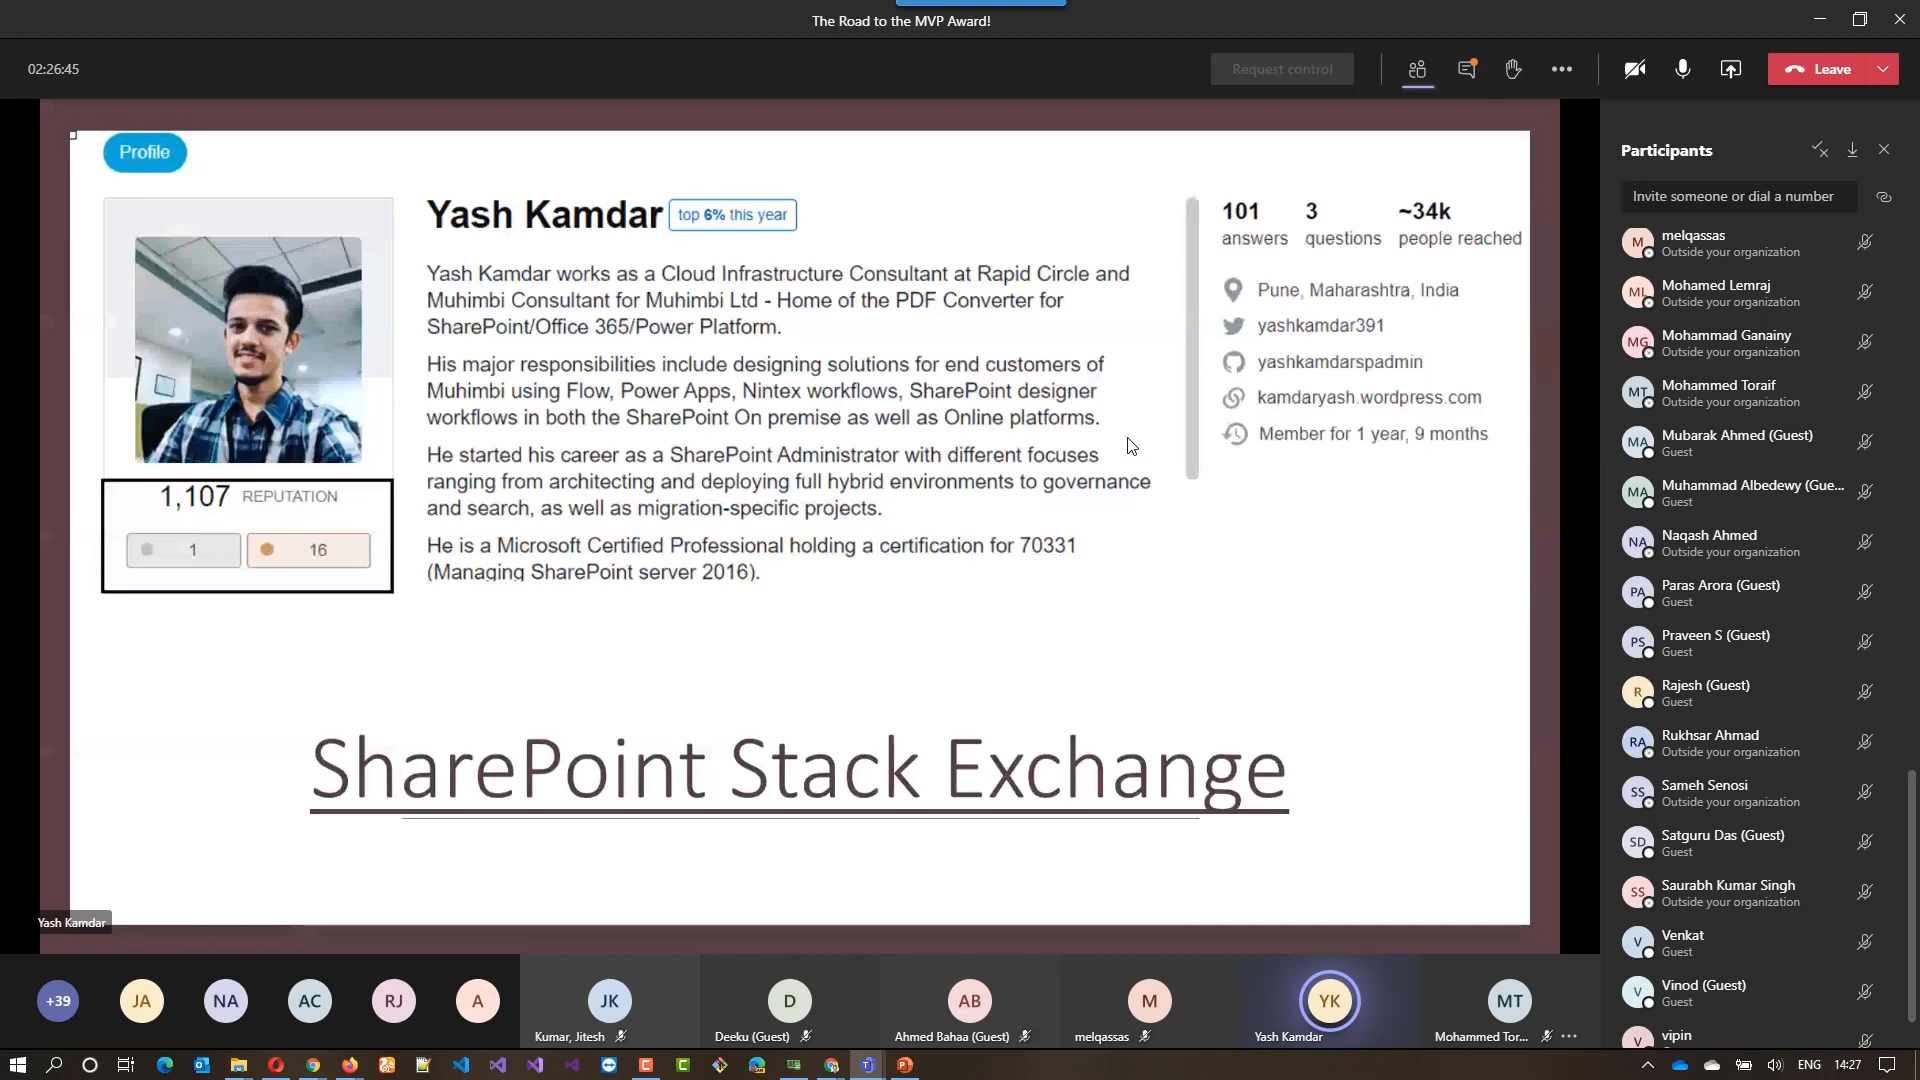 The Road to the MVP Award!
02:26:45
Request control
Leave
Profile
Yash Kamdar top 6% this year
Yash Kamdar works as a Cloud Infrastructure Consultant at Rapid Circle and
Muhimbi Consultant for Muhimbi Ltd - Home of the PDF Converter for
SharePoint/Office 365/Power Platform.
His major responsibilities include designing solutions for end customers of
Muhimbi using Flow, Power Apps, Nintex workflows, SharePoint designer
workflows in both the SharePoint On premise as well as Online platforms.
He started his career as a SharePoint Administrator with different focuses
ranging from architecting and deploying full hybrid environments to governance
and search, as well as migration-specific projects.
He is a Microsoft Certified Professional holding a certification for 70331
(Managing SharePoint server 2016).
1,107 REPUTATION
1 16
101 3 ~34k
answers questions people reached
Pune, Maharashtra, India
yashkamdar391
yashkamdarspadmin
kamdaryash.wordpress.com
Member for 1 year, 9 months
SharePoint Stack Exchange
Yash Kamdar
Participants
Invite someone or dial a number
M melqassas
Outside your organization
ML Mohamed Lemraj
Outside your organization
MG Mohammad Ganainy
Outside your organization
MT Mohammed Toraif
Outside your organization
MA Mubarak Ahmed (Guest)
Guest
MA Muhammad Albedewy (Gue...
Guest
NA Naqash Ahmed
Outside your organization
PA Paras Arora (Guest)
Guest
PS Praveen S (Guest)
Guest
R Rajesh (Guest)
Guest
RA Rukhsar Ahmad
Outside your organization
SS Sameh Senosi
Outside your organization
SD Satguru Das (Guest)
Guest
SS Saurabh Kumar Singh
Outside your organization
V Venkat
Guest
V Vinod (Guest)
Guest
V vipin
+39 JA NA AC RJ A JK D AB M YK MT
Kumar, Jitesh Deeku (Guest) Ahmed Bahaa (Guest) melqassas Yash Kamdar Mohammed Tor...
ENG 14:27